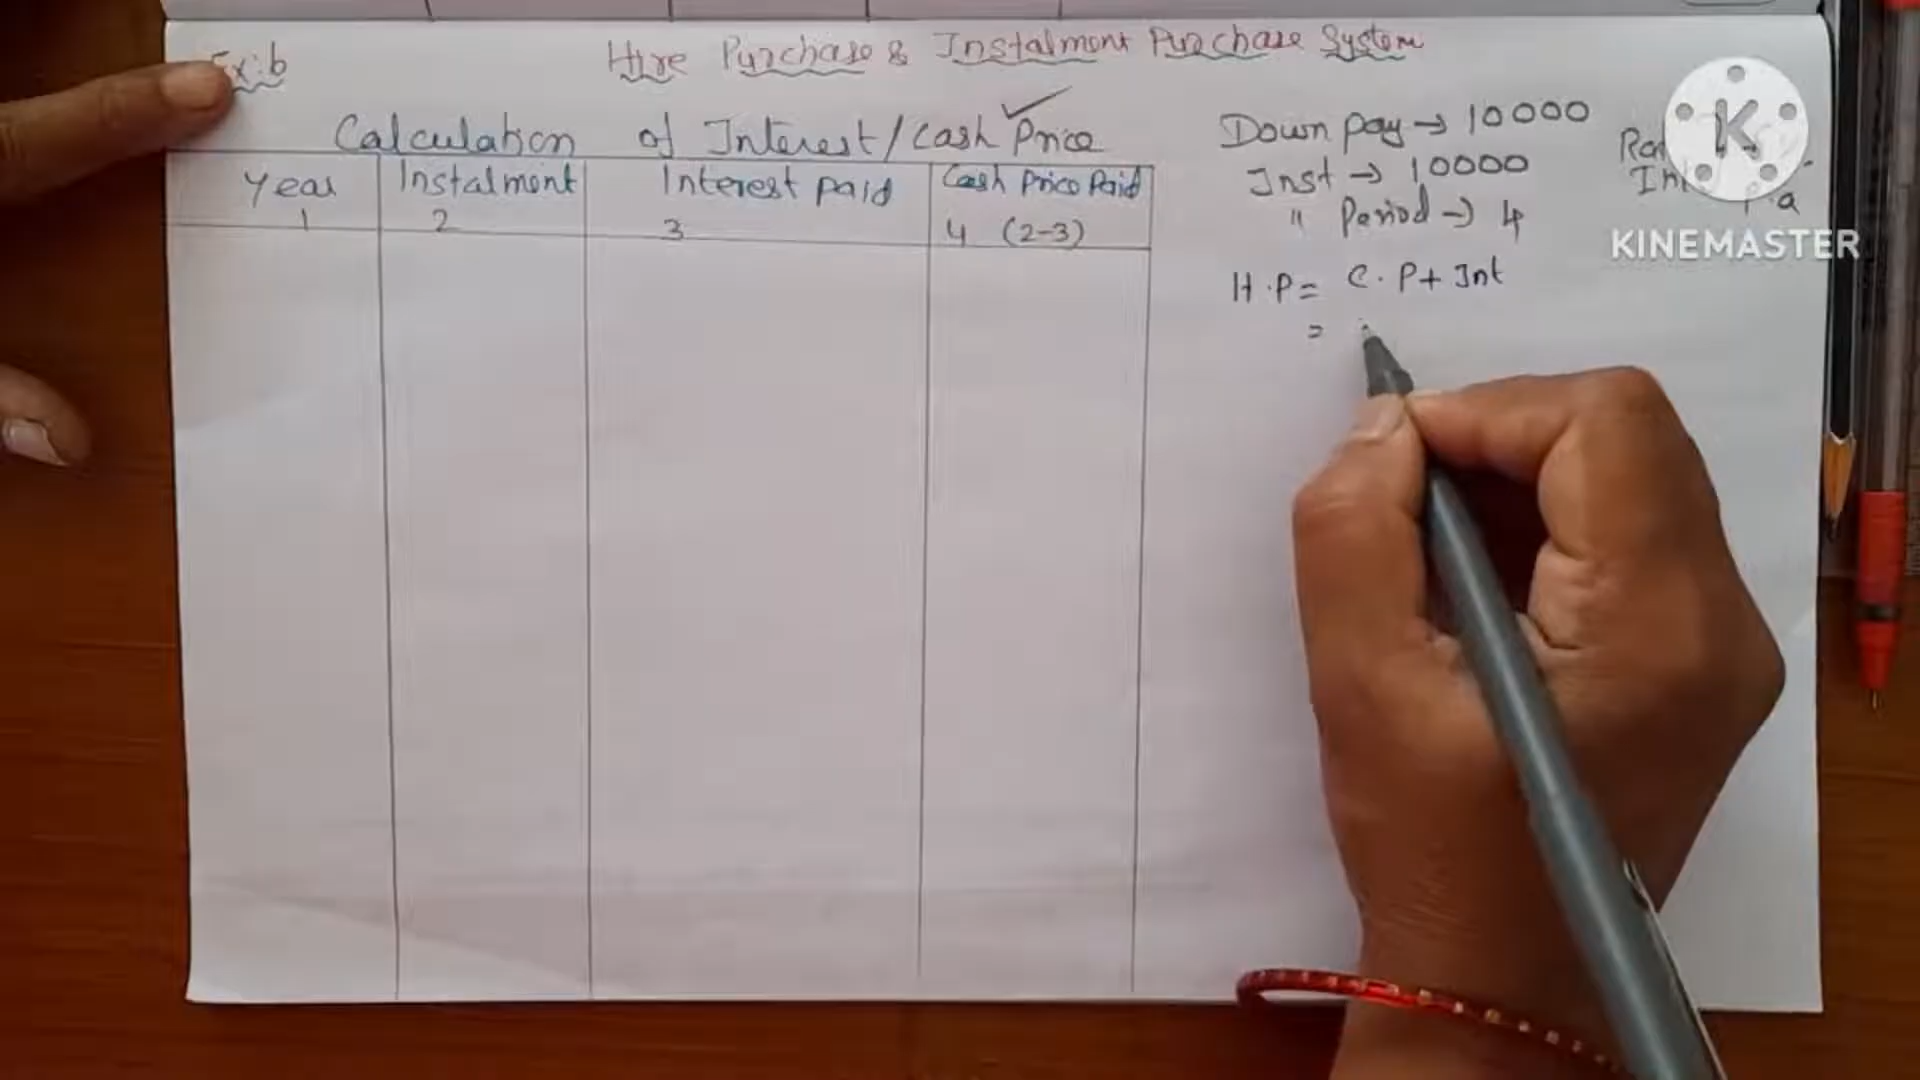 Ex:6
Hire Purchase & Instalment Purchase System
Calculation of Interest/Cash Price
Year Instalment Interest paid Cash Price Paid
1 2 3 4 (2-3)
Down pay → 10000
Inst → 10000
" Period → 4
H.P = C.P + Int
=
K
KINEMASTER